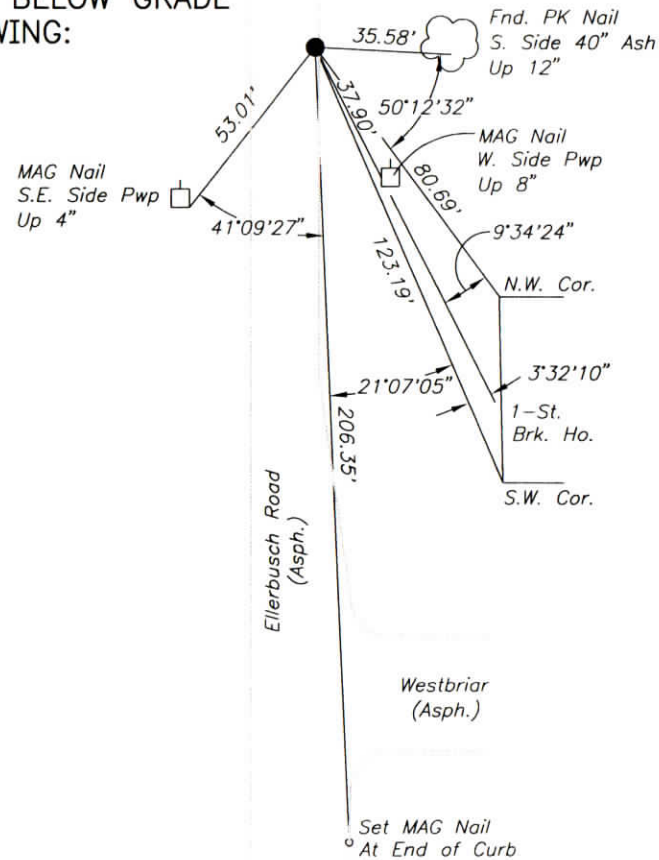 BELOW GRADE
WING:
35.58'
Fnd. PK Nail
S. Side 40" Ash
Up 12"
53.01'
37.90'
50°12'32"
MAG Nail
W. Side Pwp
Up 8"
MAG Nail
S.E. Side Pwp
Up 4"
80.69'
41°09'27"
123.19'
9°34'24"
N.W. Cor.
3°32'10"
21°07'05"
1-St.
Brk. Ho.
206.35'
S.W. Cor.
Ellerbusch Road
(Asph.)
Westbriar
(Asph.)
Set MAG Nail
At End of Curb